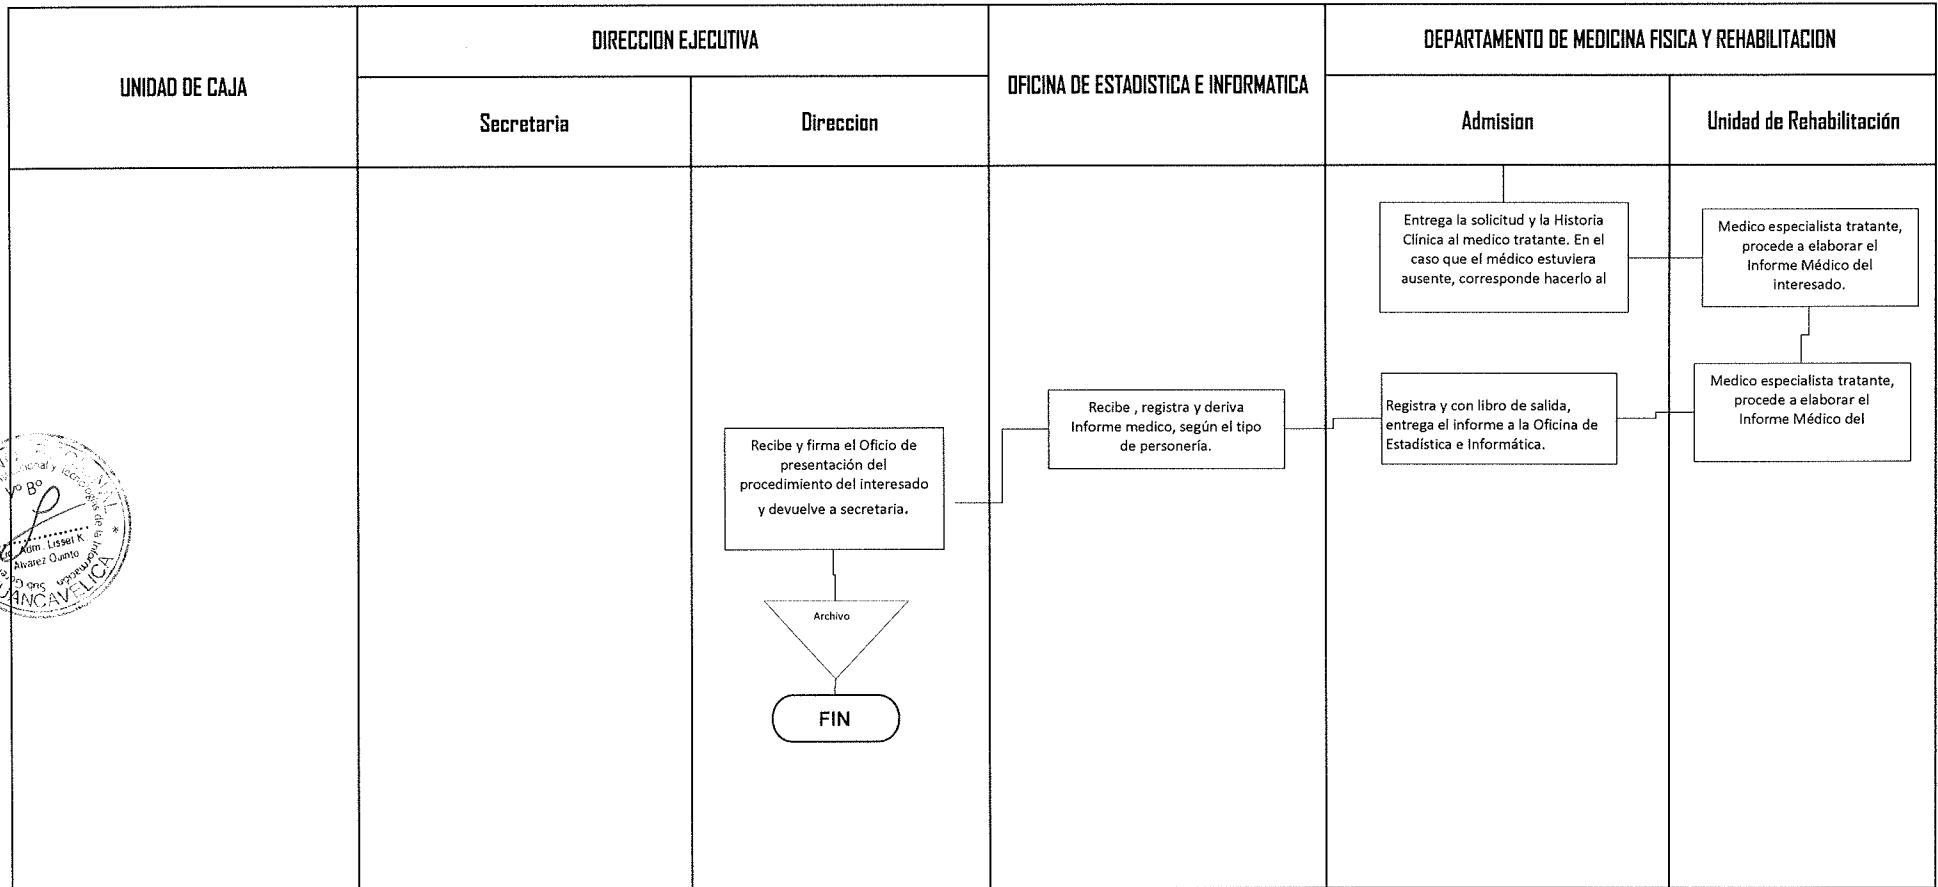 UNIDAD DE CAJA
DIRECCION EJECUTIVA
Secretaria
Direccion
OFICINA DE ESTADISTICA E INFORMATICA
DEPARTAMENTO DE MEDICINA FISICA Y REHABILITACION
Admision
Unidad de Rehabilitación
Entrega la solicitud y la Historia
Clínica al medico tratante. En el
caso que el médico estuviera
ausente, corresponde hacerlo al
Medico especialista tratante,
procede a elaborar el
Informe Médico del
interesado.
Medico especialista tratante,
procede a elaborar el
Informe Médico del
Registra y con libro de salida,
entrega el informe a la Oficina de
Estadística e Informática.
Recibe , registra y deriva
Informe medico, según el tipo
de personería.
Recibe y firma el Oficio de
presentación del
procedimiento del interesado
y devuelve a secretaria.
Archivo
FIN
Vº Bº
Adm. Lisset K.
Alvarez Quinto
de la Información